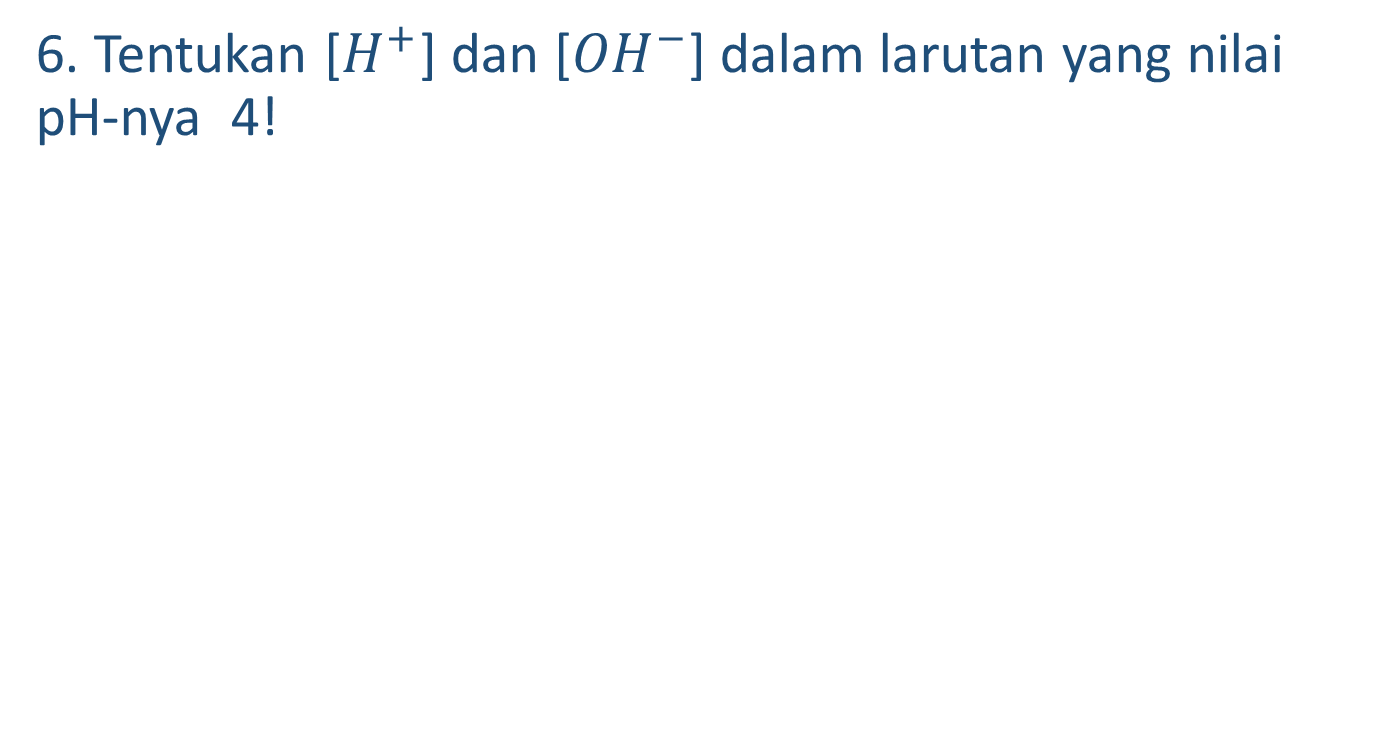 6. Tentukan [H⁺] dan [OH⁻] dalam larutan yang nilai
pH-nya 4!